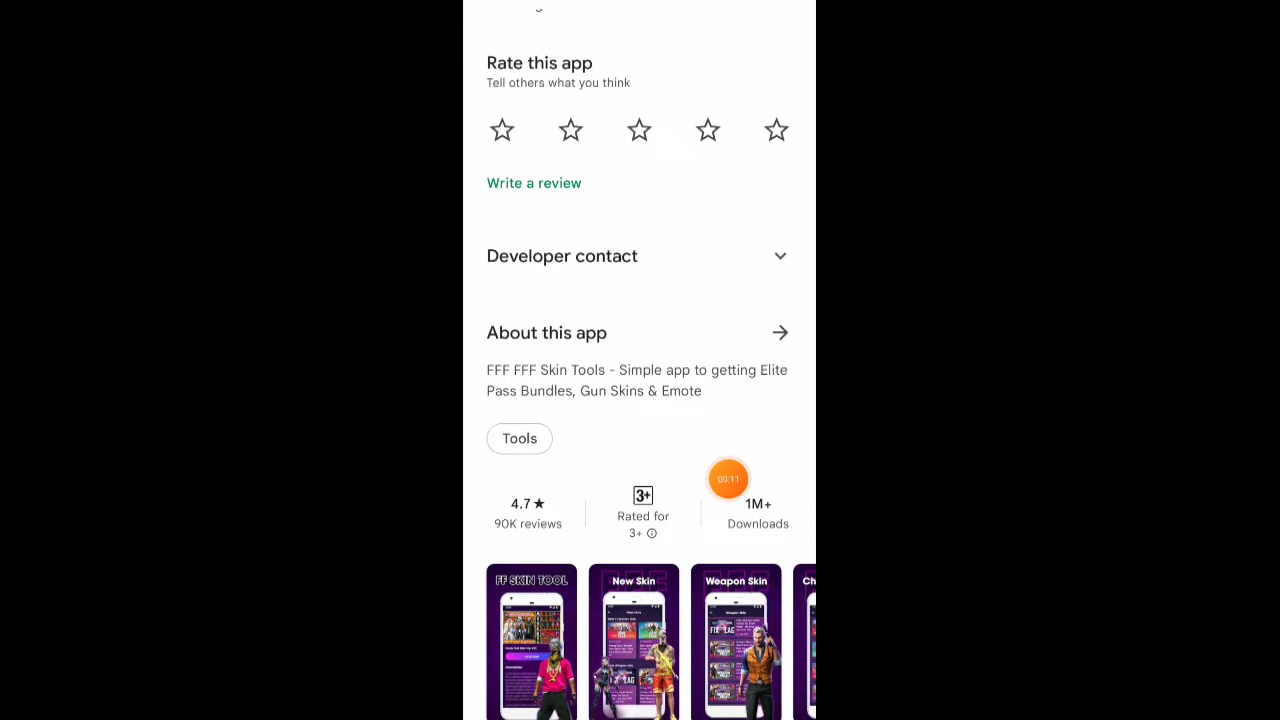 Rate this app
Tell others what you think
Write a review
Developer contact
About this app
FFF FFF Skin Tools - Simple app to getting Elite
Pass Bundles, Gun Skins & Emote
Tools
00:11
4.7★
3+
1M+
90K reviews
Rated for
3+
Downloads
FF SKIN TOOL
New Skin
Weapon Skin
Ch